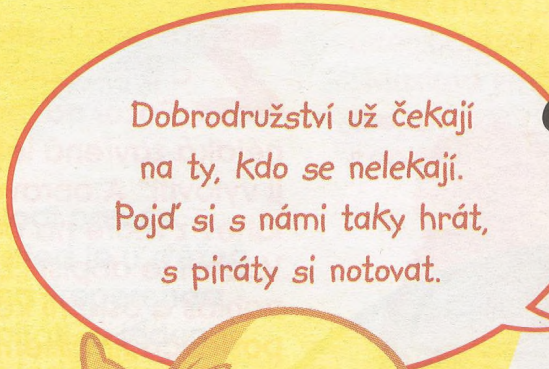 Dobrodružství už čekají
na ty, kdo se nelekají.
Pojď si s námi taky hrát,
s piráty si notovat.